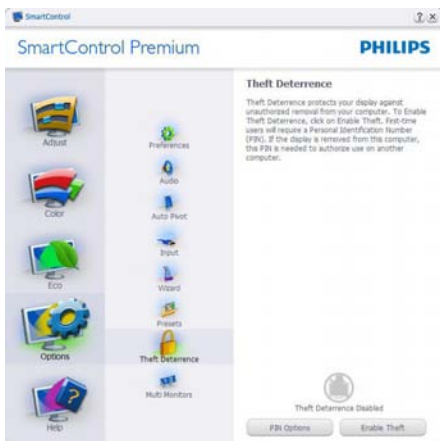 SmartControl
SmartControl Premium
PHILIPS
Adjust
Color
Eco
Options
Help
Preferences
Audio
Auto Pivot
Input
Wizard
Presets
Theft Deterrence
Multi Monitors
Theft Deterrence
Theft Deterrence protects your display against
unauthorized removal from your computer. To Enable
Theft Deterrence, click on Enable Theft. First-time
users will require a Personal Identification Number
(PIN). If the display is removed from this computer,
this PIN is needed to authorize use on another
computer.
Theft Deterrence Disabled
PIN Options
Enable Theft